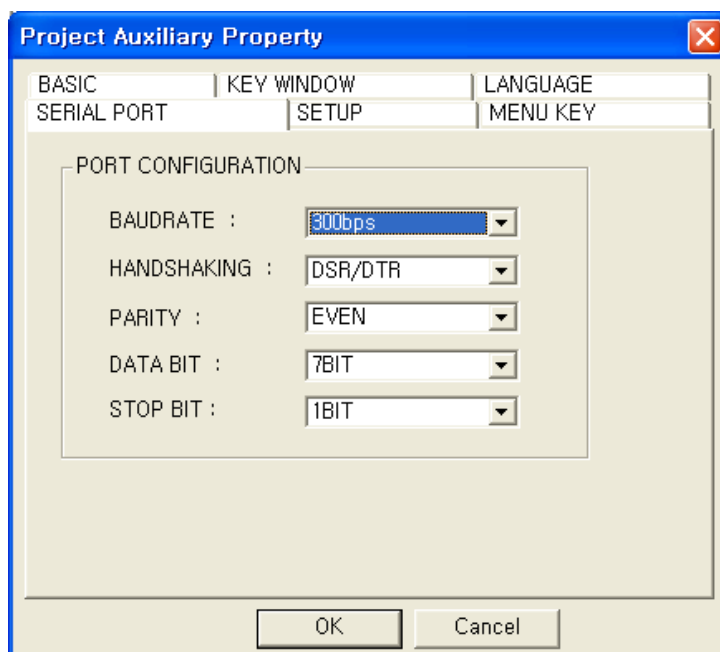 Project Auxiliary Property
BASIC KEY WINDOW LANGUAGE
SERIAL PORT SETUP MENU KEY
PORT CONFIGURATION
BAUDRATE : 300bps
HANDSHAKING : DSR/DTR
PARITY : EVEN
DATA BIT : 7BIT
STOP BIT : 1BIT
OK Cancel